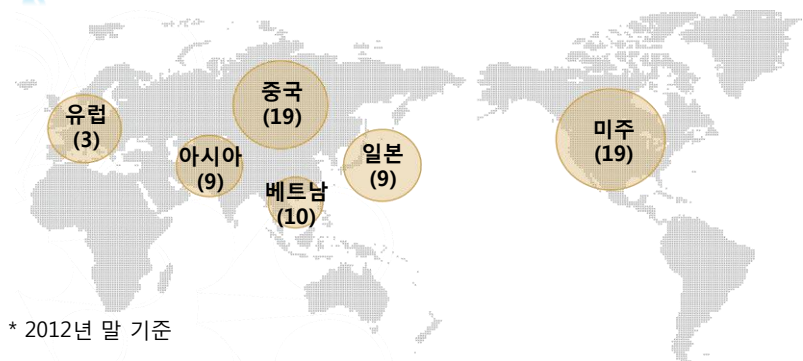 유럽
(3)
중국
(19)
아시아
(9)
베트남
(10)
일본
(9)
미주
(19)
* 2012년 말 기준